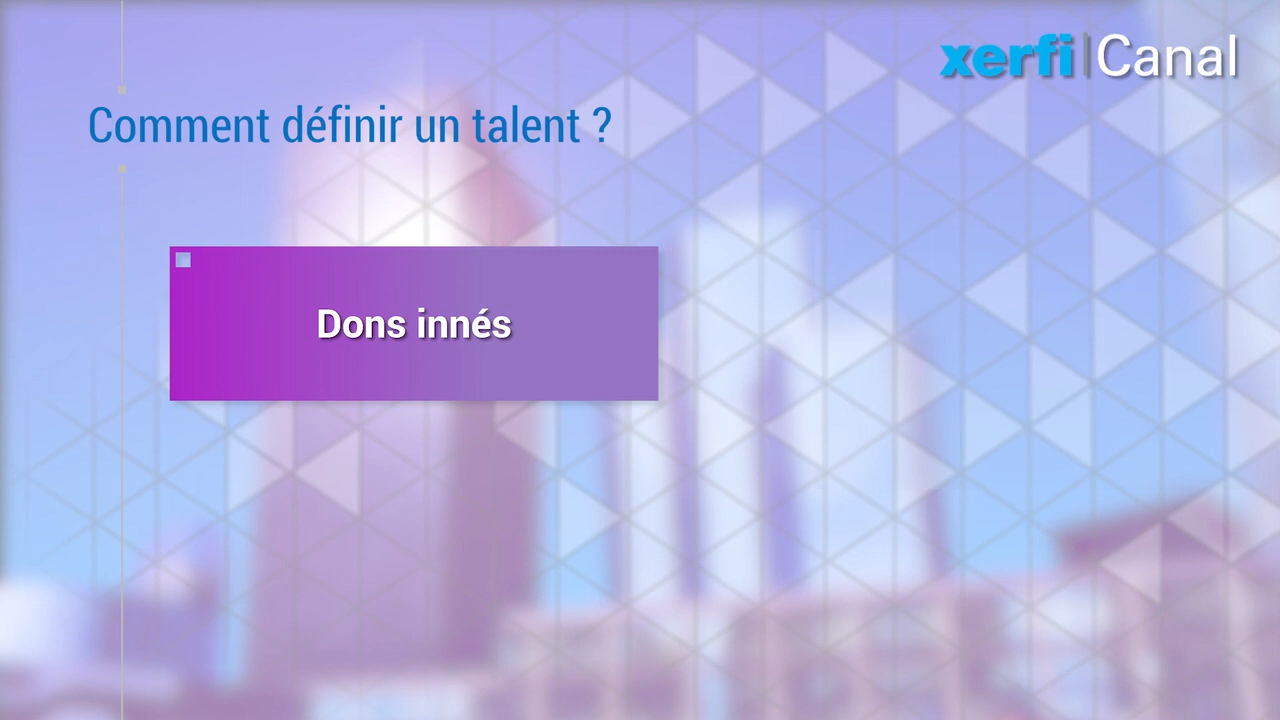 xerfi | Canal
Comment définir un talent ?
Dons innés